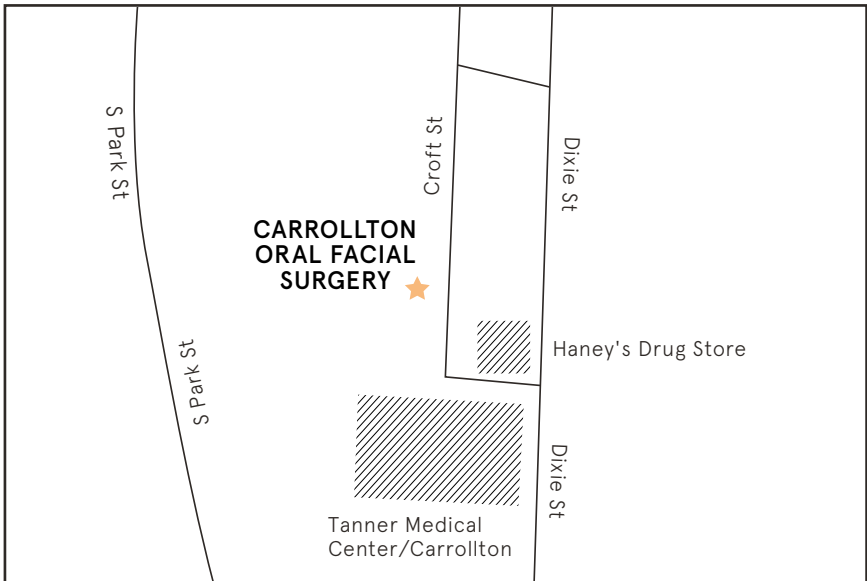 S Park St
Croft St
Dixie St
CARROLLTON
ORAL FACIAL
SURGERY
S Park St
Haney's Drug Store
Dixie St
Tanner Medical
Center/Carrollton